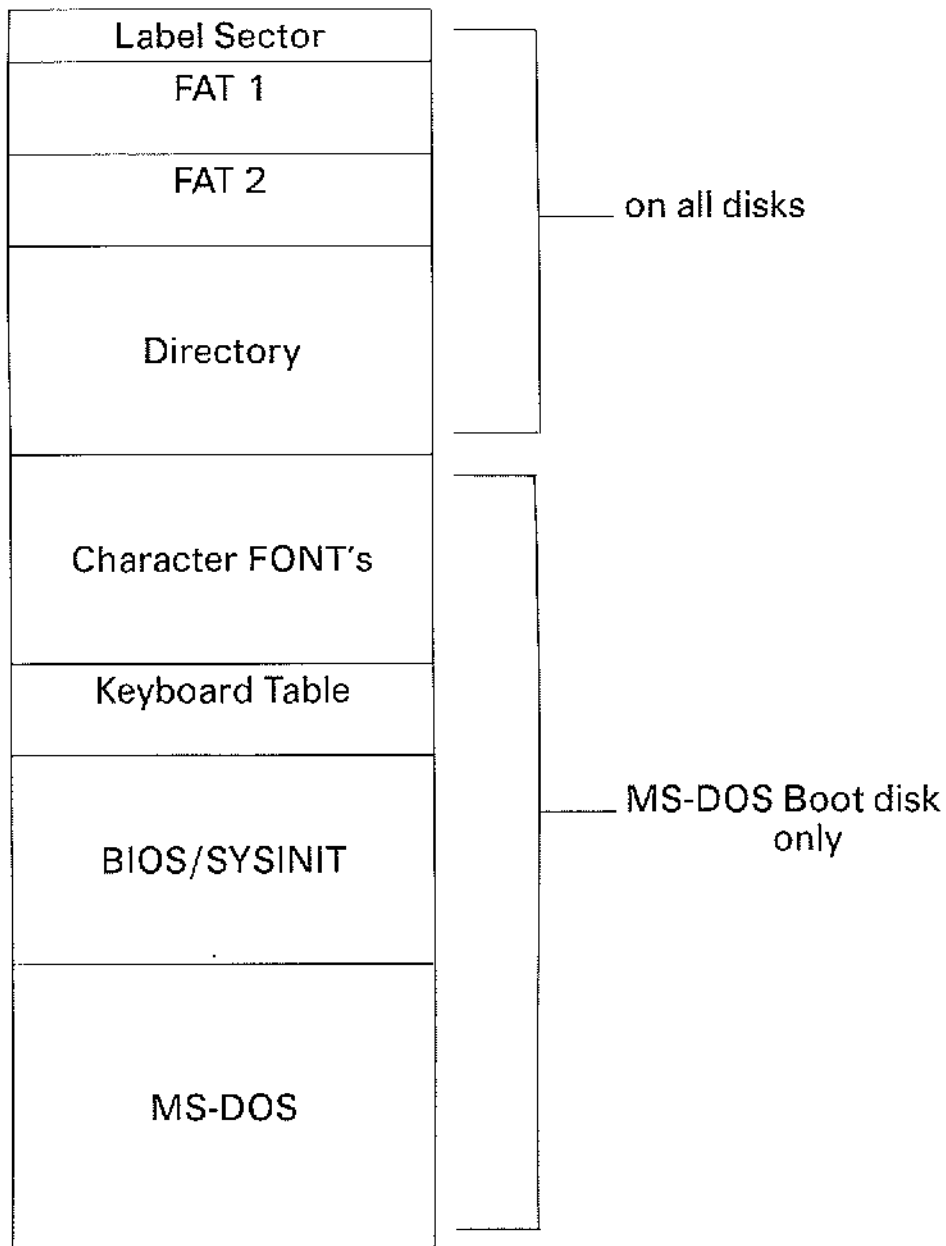 Label Sector
FAT 1
FAT 2
on all disks
Directory
Character FONT's
Keyboard Table
MS-DOS Boot disk
only
BIOS/SYSINIT
MS-DOS